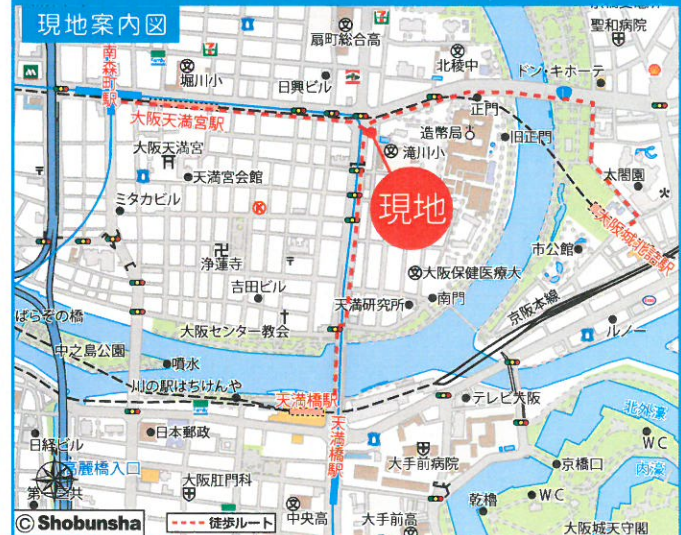 現地案内図
扇町総合高
聖和病院
南森町駅
堀川小
日興ビル
北稜中
ドン・キホーテ
大阪天満宮駅
正門
造幣局
旧正門
大阪天満宮
滝川小
太閤園
天満宮会館
現地
ミタカビル
大阪城北詰駅
浄蓮寺
市公館
大阪保健医療大
吉田ビル
天満研究所
南門
京阪本線
ばらぞの橋
大阪センター教会
ルノー
中之島公園
噴水
川の駅はちけんや
天満橋駅
天満橋駅
テレビ大阪
北外濠
日経ビル
日本郵政
WC
高麗橋入口
大手前病院
京橋口
内濠
大阪肛門科
乾櫓
WC
第一共
中央高
大手前高
大阪城天守閣
© Shobunsha
徒歩ルート